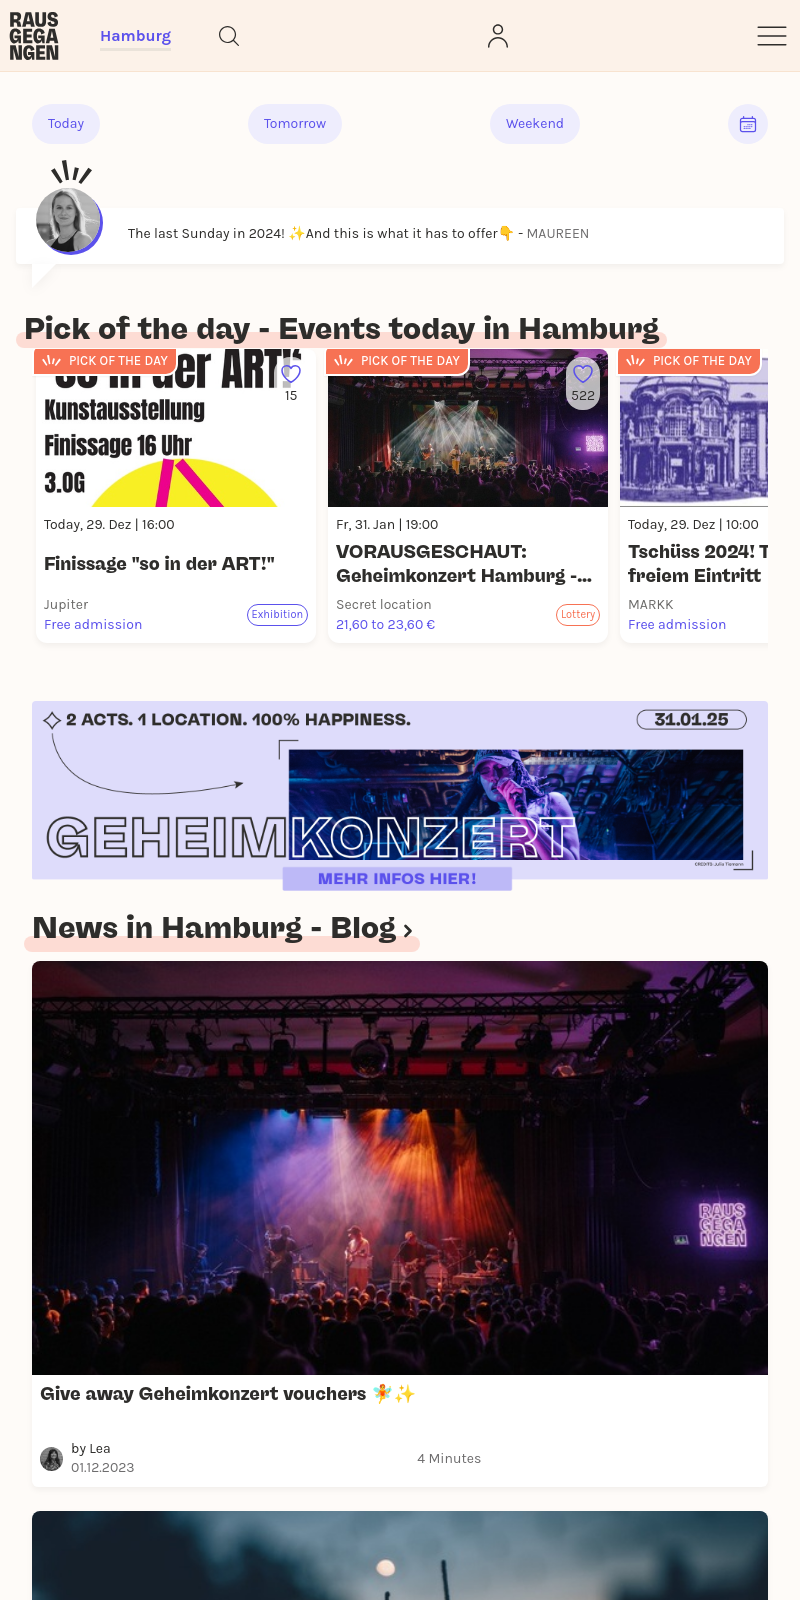 RAUS
GEGA
NGEN
Hamburg
Today
Tomorrow
Weekend
The last Sunday in 2024! ✨And this is what it has to offer👇 - MAUREEN
Pick of the day - Events today in Hamburg
PICK OF THE DAY
"so in der ART!"
15
Kunstausstellung
Finissage 16 Uhr
3.OG
Today, 29. Dez | 16:00
Finissage "so in der ART!"
Jupiter
Free admission
Exhibition
PICK OF THE DAY
522
Fr, 31. Jan | 19:00
VORAUSGESCHAUT:
Geheimkonzert Hamburg -...
Secret location
21,60 to 23,60 €
Lottery
PICK OF THE DAY
Today, 29. Dez | 10:00
Tschüss 2024! T
freiem Eintritt
MARKK
Free admission
2 ACTS. 1 LOCATION. 100% HAPPINESS.
31.01.25
GEHEIMKONZERT
CREDITS: Julia Tiemann
MEHR INFOS HIER!
News in Hamburg - Blog ›
RAUS
GEGA
NGEN
Give away Geheimkonzert vouchers 🧚✨
by Lea
01.12.2023
4 Minutes